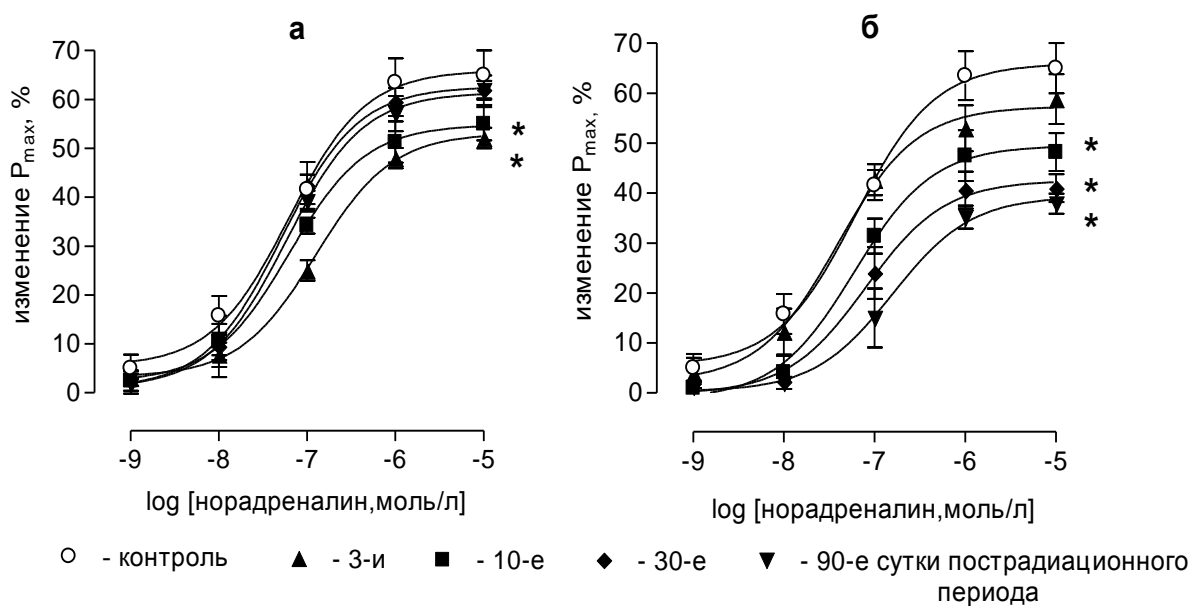 а
б
изменение Pmax, %
70
60
50
40
30
20
10
0
*
*
-9 -8 -7 -6 -5
log [норадреналин,моль/л]
изменение Pmax, %
70
60
50
40
30
20
10
0
*
*
*
-9 -8 -7 -6 -5
log [норадреналин,моль/л]
- контроль - 3-и - 10-е - 30-е - 90-е сутки пострадиационного
периода